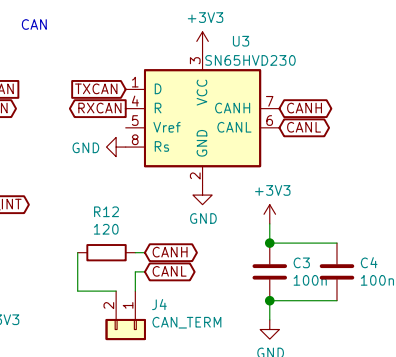 CAN
+3V3
U3
SN65HVD230
3
VCC
AN
TXCAN
1
D
N
RXCAN
4
R
CANH
7
CANH
5
Vref
CANL
6
CANL
GND
8
Rs
GND
2
_INT
GND
+3V3
R12
120
CANH
CANL
C3
100n
C4
100n
2
1
J4
CAN_TERM
3V3
GND